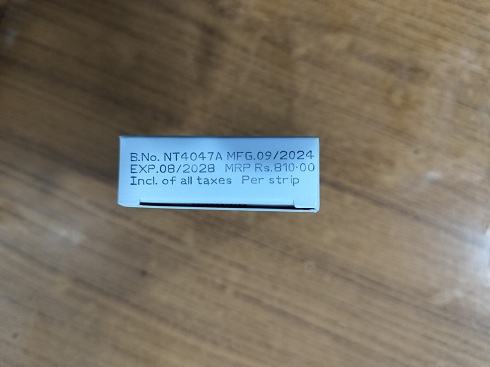 B.No. NT4047A MFG.09/2024
EXP.08/2028 MRP Rs.810.00
Incl. of all taxes Per strip